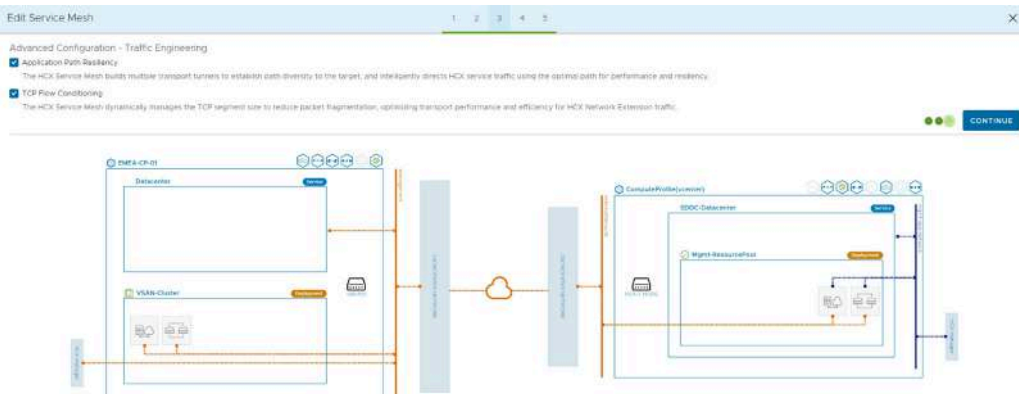 Edit Service Mesh
1 2 3 4 5
Advanced Configuration - Traffic Engineering
Application Path Resiliency
The HCX Service Mesh builds multiple transport tunnels to establish path diversity to the target, and intelligently directs HCX service traffic using the optimal path for performance and resiliency.
TCP Flow Conditioning
The HCX Service Mesh dynamically manages the TCP segment size to reduce packet fragmentation, optimizing transport performance and efficiency for HCX Network Extension traffic.
CONTINUE
EMEA-CP-01
ComputeProfile(vcenter)
Datacenter
Service
SDDC-Datacenter
Service
Mgmt-ResourcePool
Deployment
VSAN-Cluster
Deployment